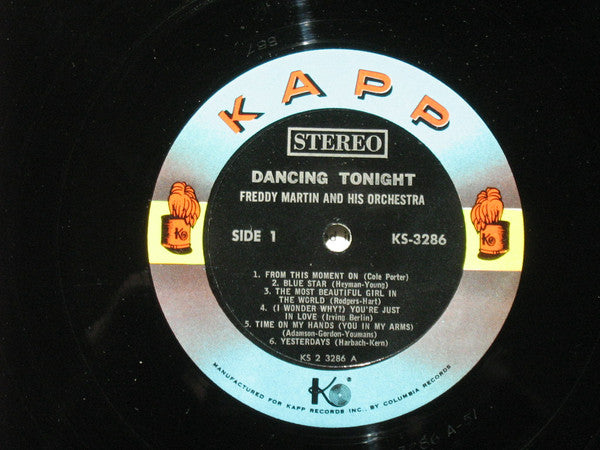 KAPP
STEREO
DANCING TONIGHT
FREDDY MARTIN AND HIS ORCHESTRA
SIDE 1
KS-3286
1. FROM THIS MOMENT ON (Cole Porter)
2. BLUE STAR (Heyman-Young)
3. THE MOST BEAUTIFUL GIRL IN
THE WORLD (Rodgers-Hart)
4. (I WONDER WHY?) YOU'RE JUST
IN LOVE (Irving Berlin)
5. TIME ON MY HANDS (YOU IN MY ARMS)
(Adamson-Gordon-Youmans)
6. YESTERDAYS (Harbach-Kern)
KS 2 3286 A
K
K
K
MANUFACTURED FOR KAPP RECORDS INC., BY COLUMBIA RECORDS